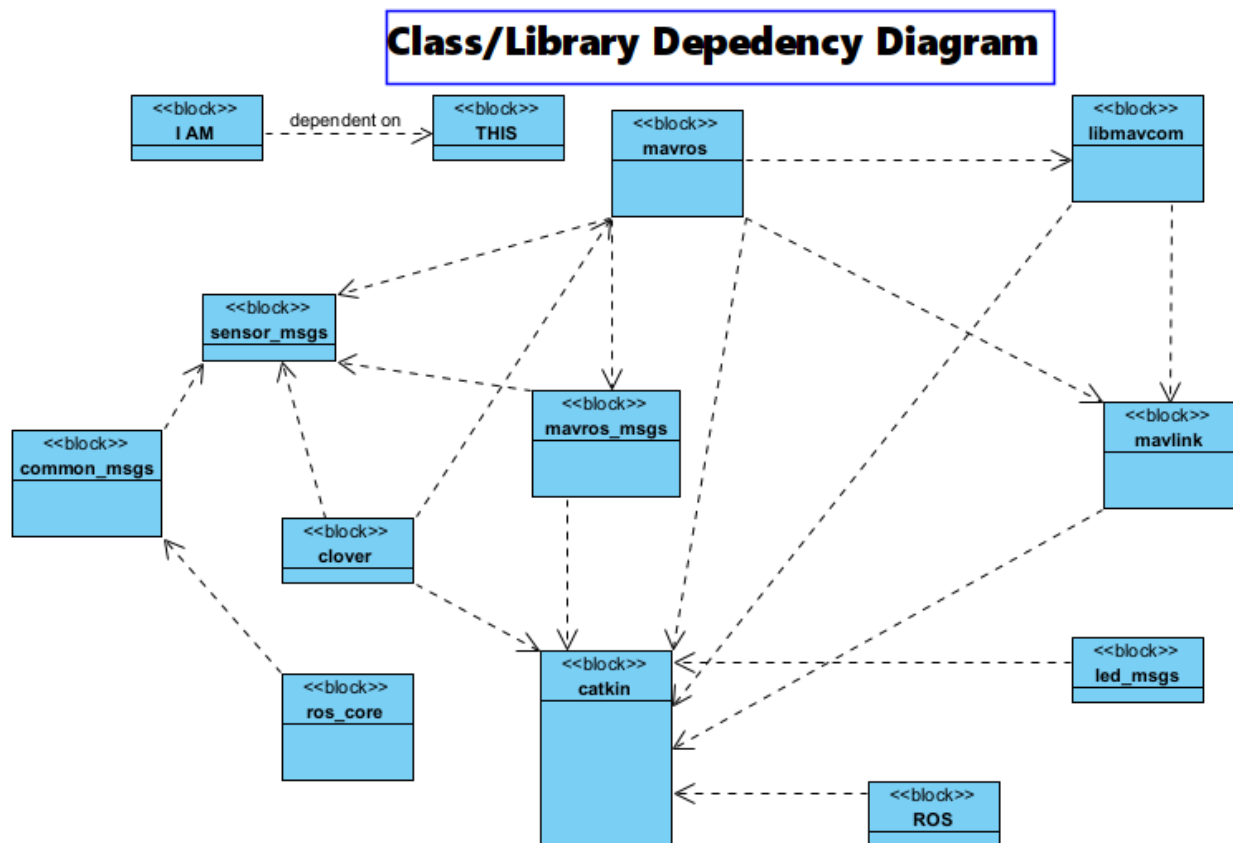 Class/Library Depedency Diagram
<<block>>
I AM
dependent on
<<block>>
THIS
<<block>>
mavros
<<block>>
libmavcom
<<block>>
sensor_msgs
<<block>>
mavros_msgs
<<block>>
mavlink
<<block>>
common_msgs
<<block>>
clover
<<block>>
catkin
<<block>>
led_msgs
<<block>>
ros_core
<<block>>
ROS